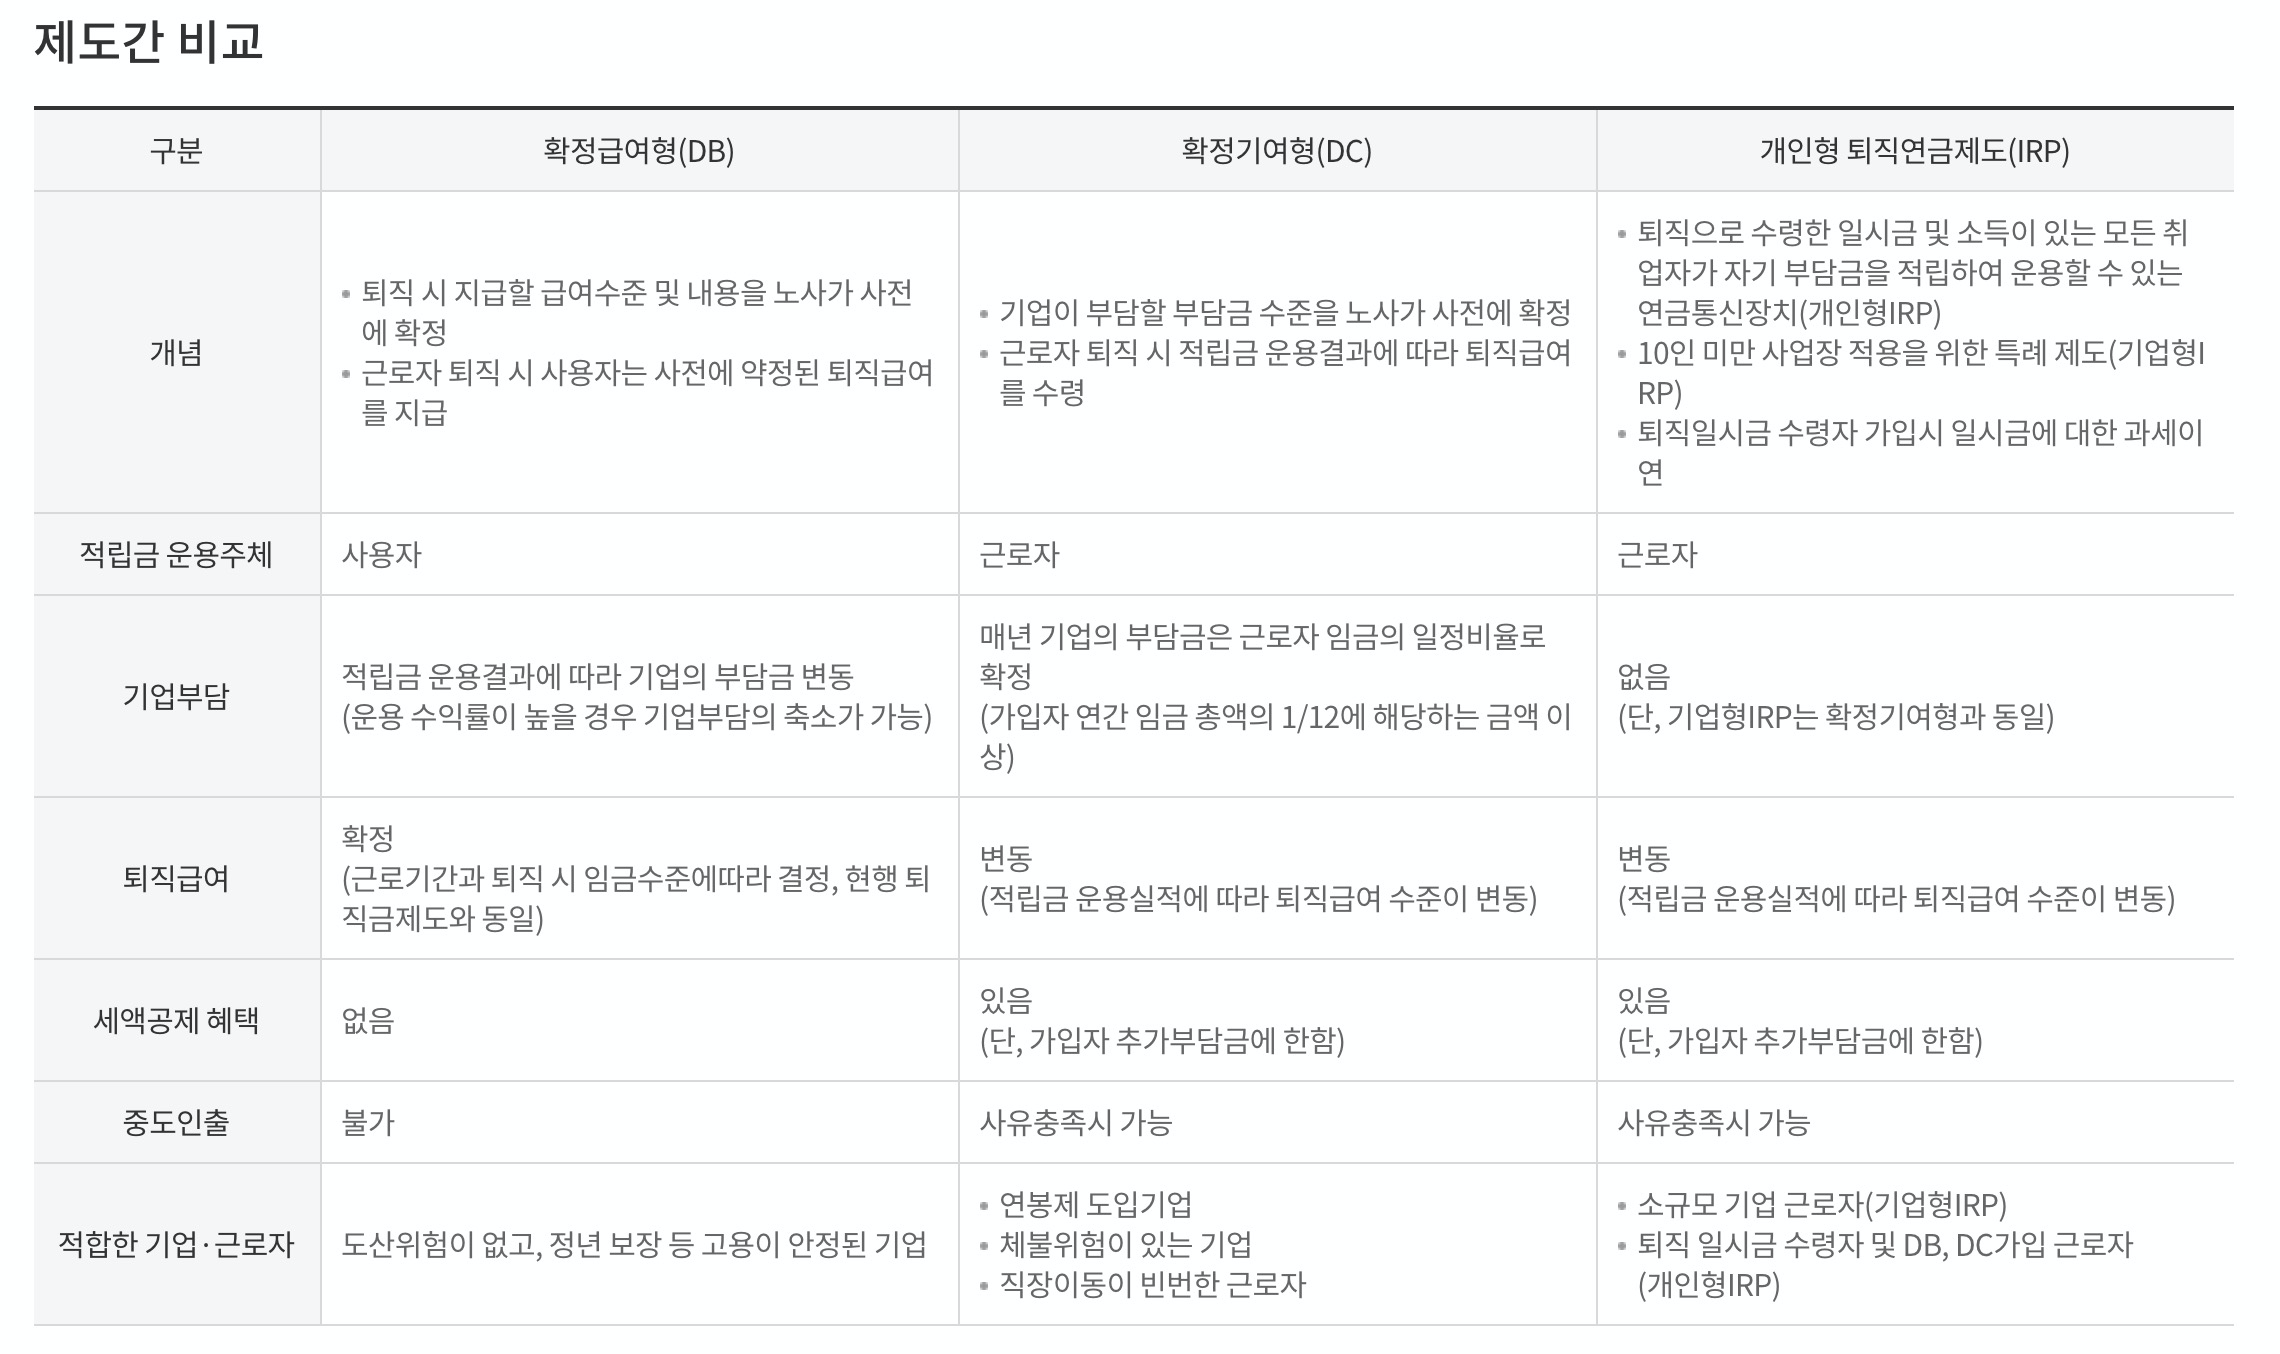 제도간 비교
구분
확정급여형(DB)
확정기여형(DC)
개인형 퇴직연금제도(IRP)
개념
퇴직 시 지급할 급여수준 및 내용을 노사가 사전
에 확정
근로자 퇴직 시 사용자는 사전에 약정된 퇴직급여
를 지급
기업이 부담할 부담금 수준을 노사가 사전에 확정
근로자 퇴직 시 적립금 운용결과에 따라 퇴직급여
를 수령
퇴직으로 수령한 일시금 및 소득이 있는 모든 취
업자가 자기 부담금을 적립하여 운용할 수 있는
연금통신장치(개인형IRP)
10인 미만 사업장 적용을 위한 특례 제도(기업형I
RP)
퇴직일시금 수령자 가입시 일시금에 대한 과세이
연
적립금 운용주체
사용자
근로자
근로자
기업부담
적립금 운용결과에 따라 기업의 부담금 변동
(운용 수익률이 높을 경우 기업부담의 축소가 가능)
매년 기업의 부담금은 근로자 임금의 일정비율로
확정
(가입자 연간 임금 총액의 1/12에 해당하는 금액 이
상)
없음
(단, 기업형IRP는 확정기여형과 동일)
퇴직급여
확정
(근로기간과 퇴직 시 임금수준에따라 결정, 현행 퇴
직금제도와 동일)
변동
(적립금 운용실적에 따라 퇴직급여 수준이 변동)
변동
(적립금 운용실적에 따라 퇴직급여 수준이 변동)
세액공제 혜택
없음
있음
(단, 가입자 추가부담금에 한함)
있음
(단, 가입자 추가부담금에 한함)
중도인출
불가
사유충족시 가능
사유충족시 가능
적합한 기업·근로자
도산위험이 없고, 정년 보장 등 고용이 안정된 기업
연봉제 도입기업
체불위험이 있는 기업
직장이동이 빈번한 근로자
소규모 기업 근로자(기업형IRP)
퇴직 일시금 수령자 및 DB, DC가입 근로자
(개인형IRP)